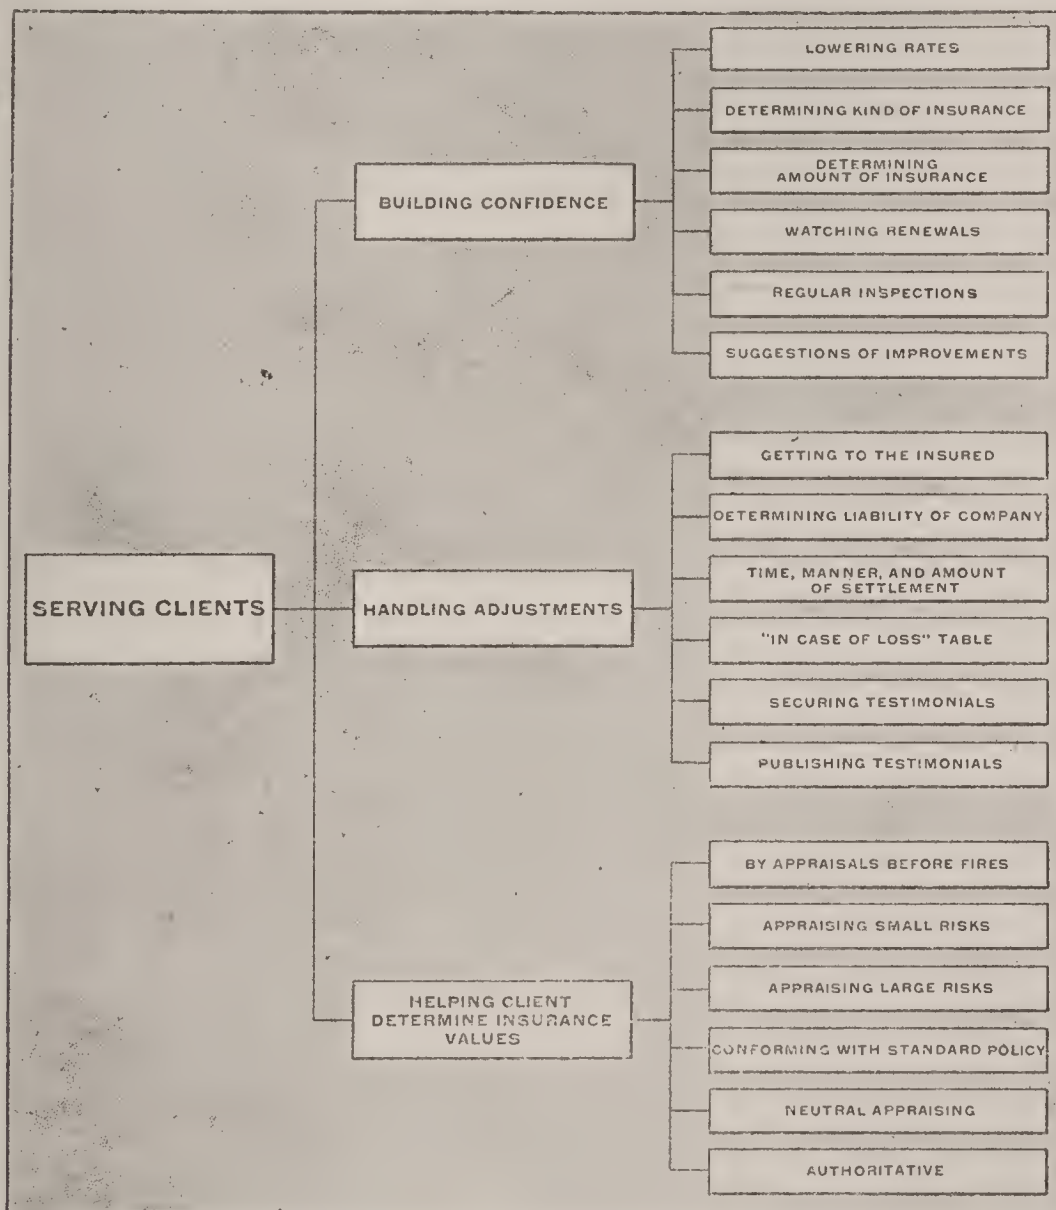 SERVING CLIENTS
BUILDING CONFIDENCE
LOWERING RATES
DETERMINING KIND OF INSURANCE
DETERMINING
AMOUNT OF INSURANCE
WATCHING RENEWALS
REGULAR INSPECTIONS
SUGGESTIONS OF IMPROVEMENTS
HANDLING ADJUSTMENTS
GETTING TO THE INSURED
DETERMINING LIABILITY OF COMPANY
TIME, MANNER, AND AMOUNT
OF SETTLEMENT
"IN CASE OF LOSS" TABLE
SECURING TESTIMONIALS
PUBLISHING TESTIMONIALS
HELPING CLIENT
DETERMINE INSURANCE
VALUES
BY APPRAISALS BEFORE FIRES
APPRAISING SMALL RISKS
APPRAISING LARGE RISKS
CONFORMING WITH STANDARD POLICY
NEUTRAL APPRAISING
AUTHORITATIVE